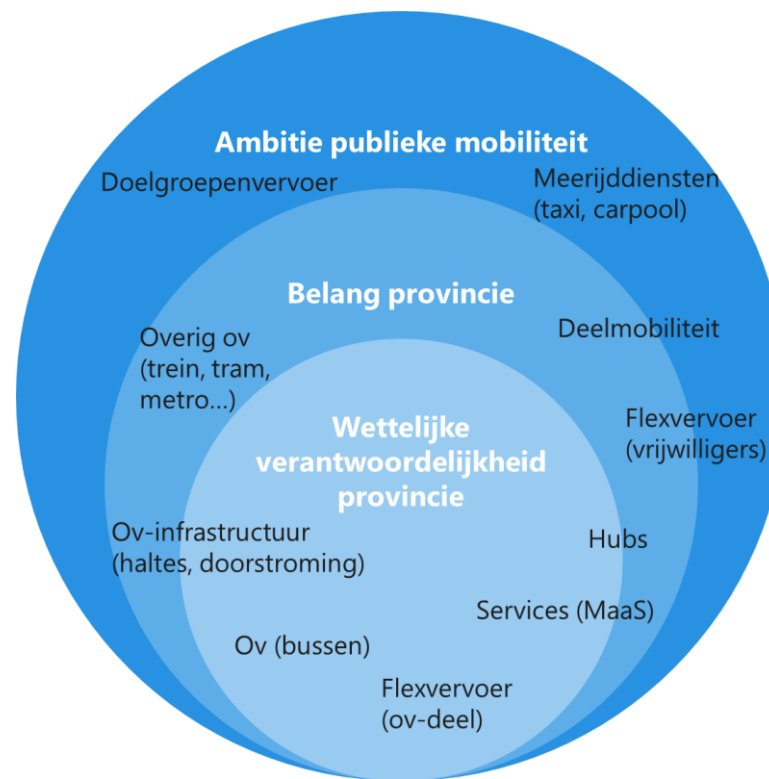 Ambitie publieke mobiliteit
Doelgroepenvervoer
Meerijddiensten
(taxi, carpool)
Belang provincie
Deelmobiliteit
Overig ov
(trein, tram,
metro...)
Flexvervoer
(vrijwilligers)
Wettelijke
verantwoordelijkheid
provincie
Ov-infrastructuur
(haltes, doorstroming)
Hubs
Services (MaaS)
Ov (bussen)
Flexvervoer
(ov-deel)